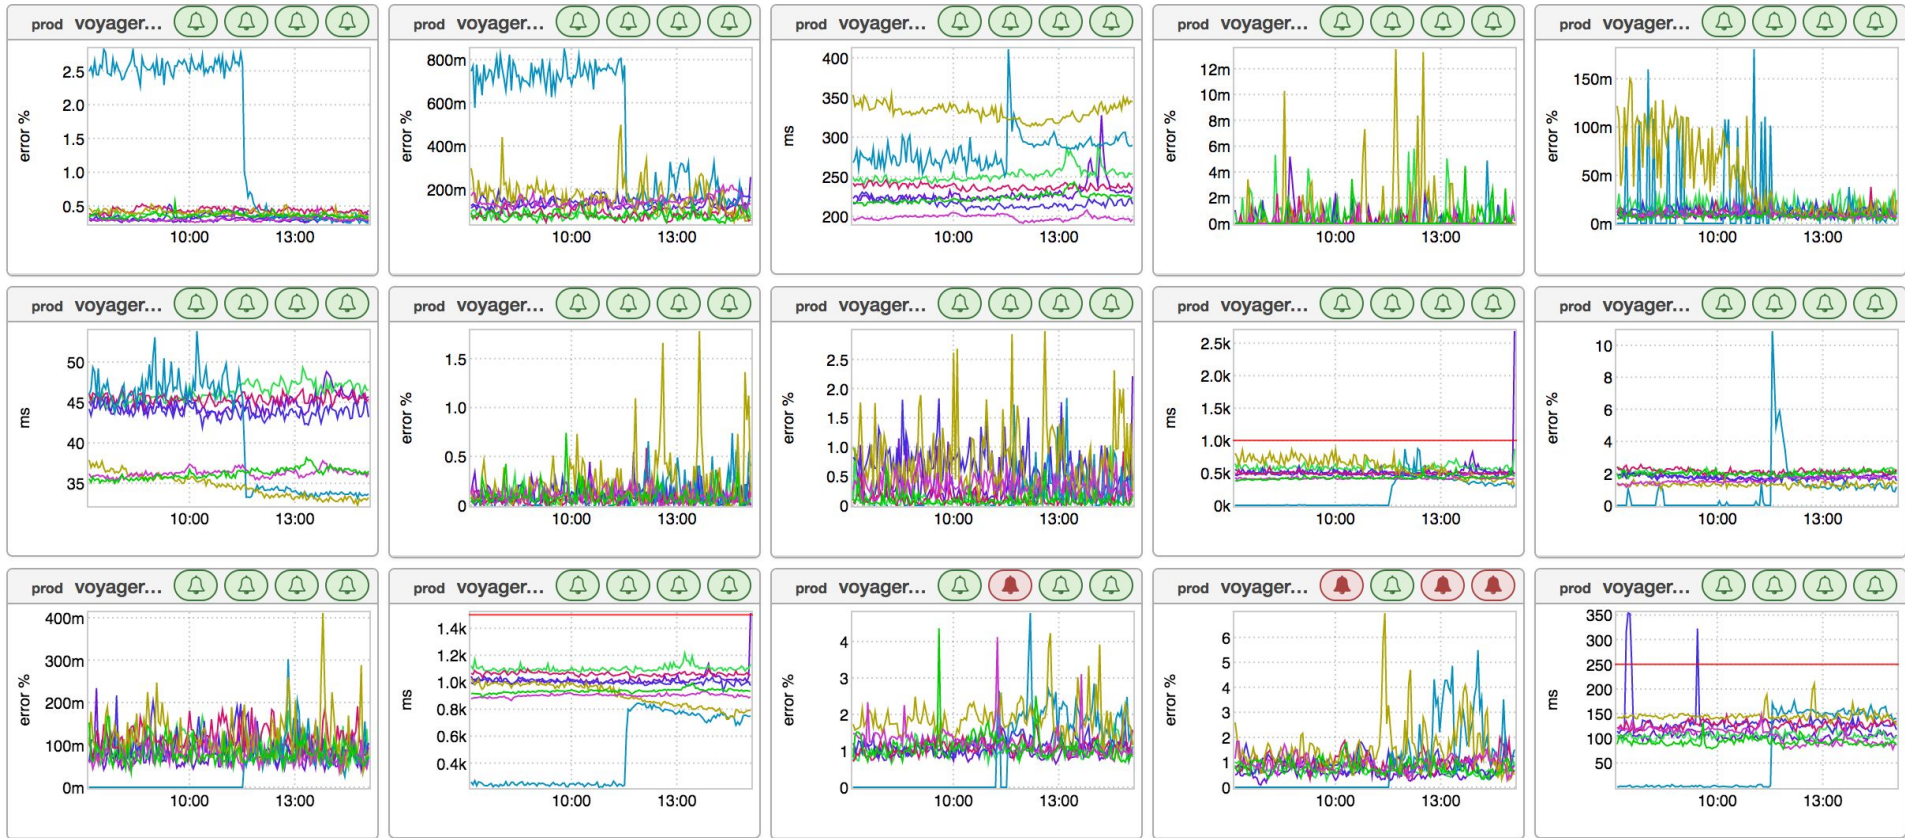 prod voyager...
error %
2.5
2.0
1.5
1.0
0.5
10:00 13:00
prod voyager...
error %
800m
600m
400m
200m
10:00 13:00
prod voyager...
ms
400
350
300
250
200
10:00 13:00
prod voyager...
error %
12m
10m
8m
6m
4m
2m
0m
10:00 13:00
prod voyager...
error %
150m
100m
50m
0m
10:00 13:00
prod voyager...
ms
50
45
40
35
10:00 13:00
prod voyager...
error %
1.5
1.0
0.5
0
10:00 13:00
prod voyager...
error %
2.5
2.0
1.5
1.0
0.5
0
10:00 13:00
prod voyager...
ms
2.5k
2.0k
1.5k
1.0k
0.5k
0k
10:00 13:00
prod voyager...
error %
10
8
6
4
2
0
10:00 13:00
prod voyager...
error %
400m
300m
200m
100m
0m
10:00 13:00
prod voyager...
ms
1.4k
1.2k
1.0k
0.8k
0.6k
0.4k
10:00 13:00
prod voyager...
error %
4
3
2
1
0
10:00 13:00
prod voyager...
error %
6
5
4
3
2
1
0
10:00 13:00
prod voyager...
ms
350
300
250
200
150
100
50
10:00 13:00